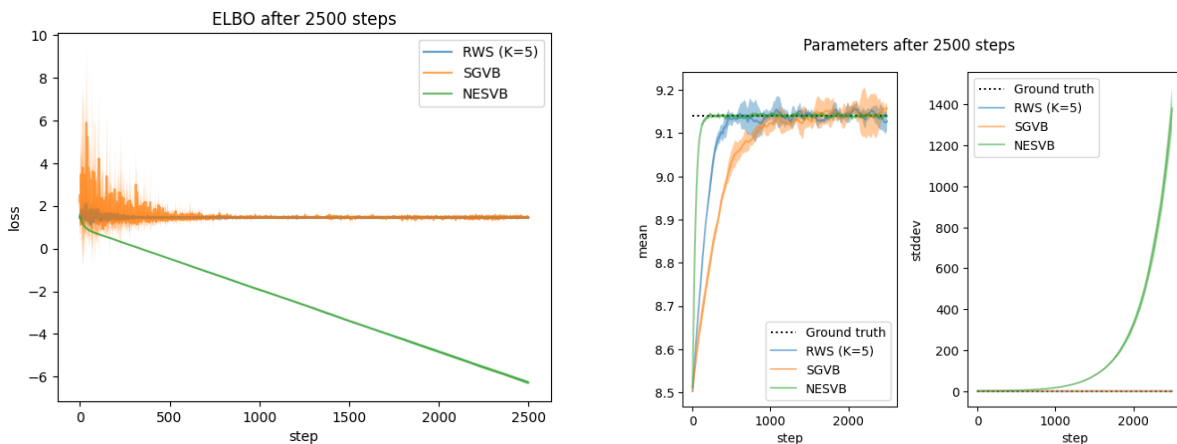 ELBO after 2500 steps
10
8
6
4
2
0
−2
−4
−6
loss
0
500
1000
1500
2000
2500
step
RWS (K=5)
SGVB
NESVB
Parameters after 2500 steps
9.2
9.1
9.0
8.9
8.8
8.7
8.6
8.5
mean
0
1000
2000
step
Ground truth
RWS (K=5)
SGVB
NESVB
1400
1200
1000
800
600
400
200
0
stddev
0
1000
2000
step
Ground truth
RWS (K=5)
SGVB
NESVB